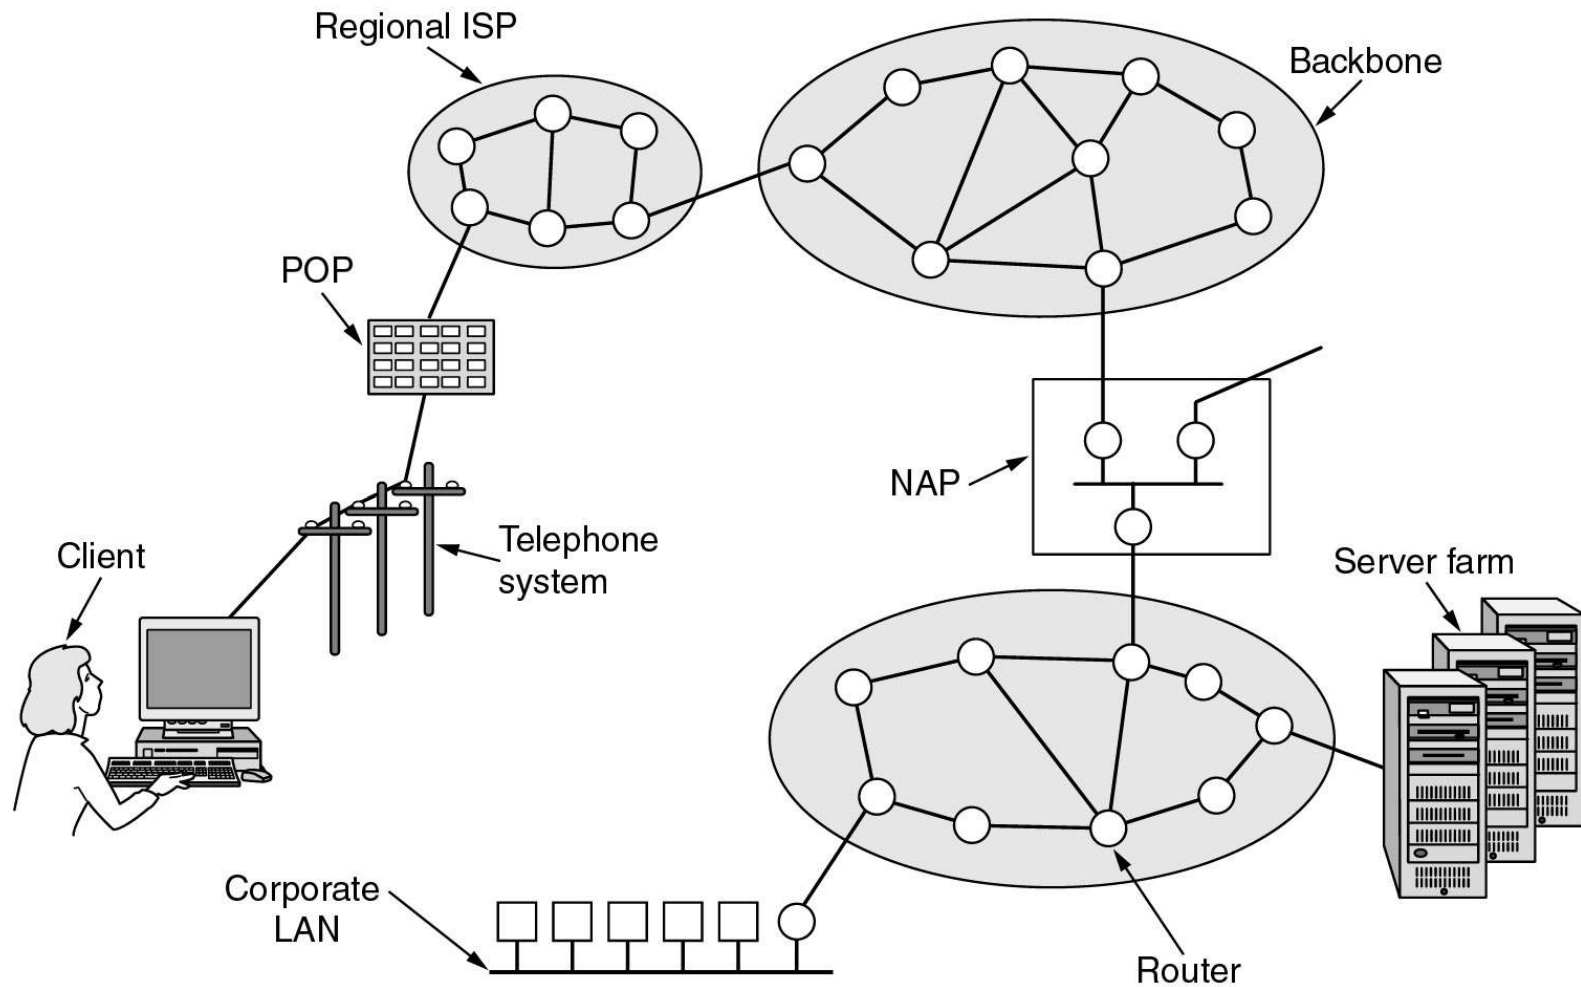 Regional ISP
Backbone
POP
NAP
Telephone
system
Client
Server farm
Corporate
LAN
Router